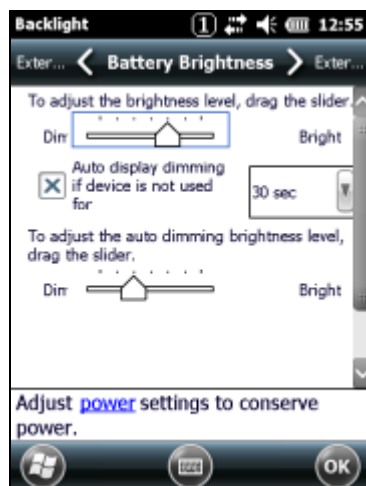 Backlight 1 12:55
Exter... Battery Brightness Exter...
To adjust the brightness level, drag the slider.
Dim Bright
Auto display dimming
if device is not used
for
30 sec
To adjust the auto dimming brightness level,
drag the slider.
Dim Bright
Adjust power settings to conserve
power.
OK